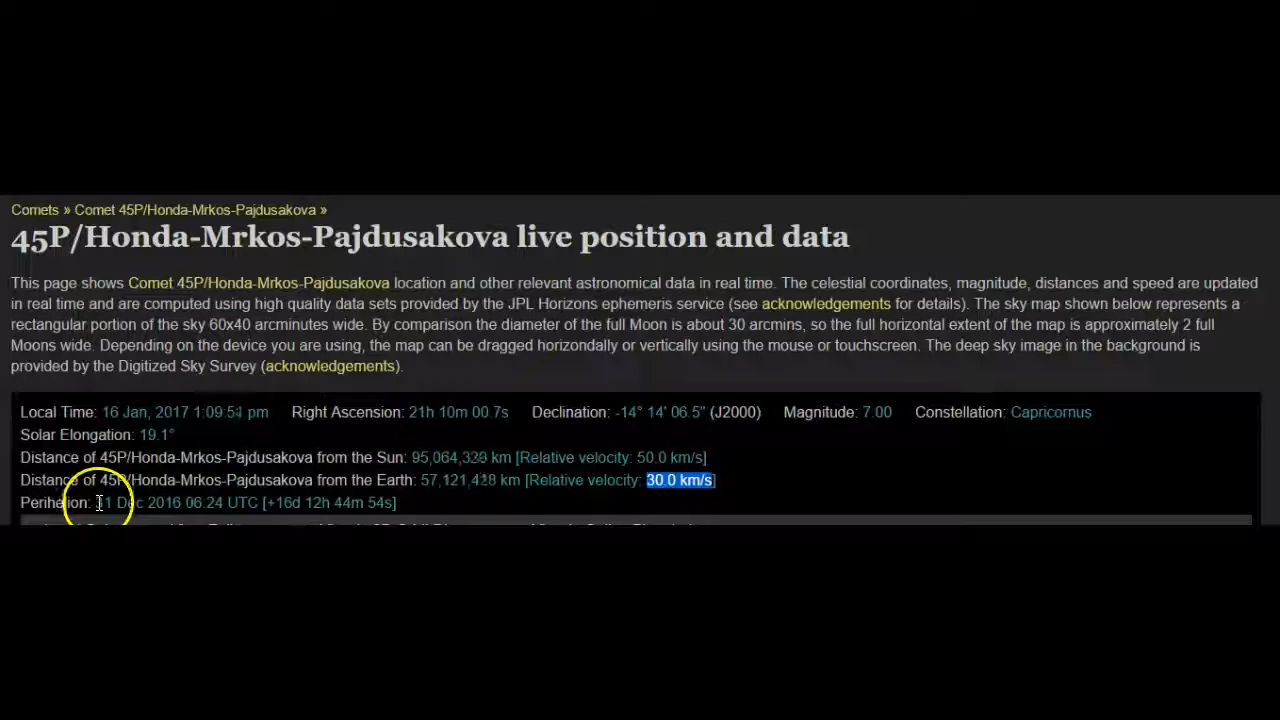 Comets » Comet 45P/Honda-Mrkos-Pajdusakova »
45P/Honda-Mrkos-Pajdusakova live position and data
This page shows Comet 45P/Honda-Mrkos-Pajdusakova location and other relevant astronomical data in real time. The celestial coordinates, magnitude, distances and speed are updated
in real time and are computed using high quality data sets provided by the JPL Horizons ephemeris service (see acknowledgements for details). The sky map shown below represents a
rectangular portion of the sky 60x40 arcminutes wide. By comparison the diameter of the full Moon is about 30 arcmins, so the full horizontal extent of the map is approximately 2 full
Moons wide. Depending on the device you are using, the map can be dragged horizontally or vertically using the mouse or touchscreen. The deep sky image in the background is
provided by the Digitized Sky Survey (acknowledgements).
Local Time: 16 Jan, 2017 pm Right Ascension: 21h 10m 00.7s Declination: -14° 14' 06.5" (J2000) Magnitude: 7.00 Constellation: Capricornus
Solar Elongation: 19.1°
Distance of 45P/Honda-Mrkos-Pajdusakova from the Sun: km [Relative velocity: 50.0 km/s]
Distance of 45P/Honda-Mrkos-Pajdusakova from the Earth: km [Relative velocity: 30.0 km/s]
Perihelion: Dec 2016 06:24 UTC [+16d 12h 44m 54s]